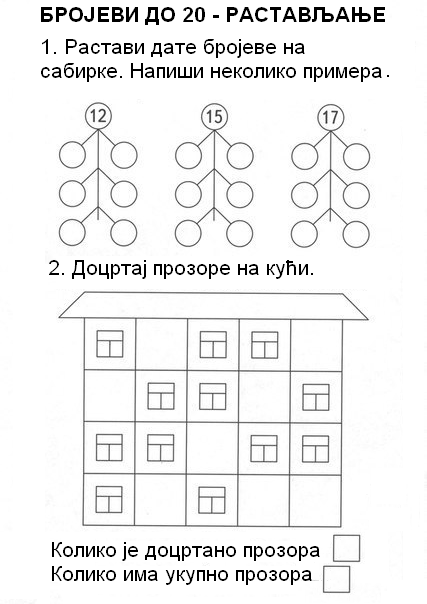 БРОЈЕВИ ДО 20 - РАСТАВЉАЊЕ
1. Растави дате бројеве на
сабирке. Напиши неколико примера.
12 15 17
2. Доцртај прозоре на кући.
Колико је доцртано прозора
Колико има укупно прозора